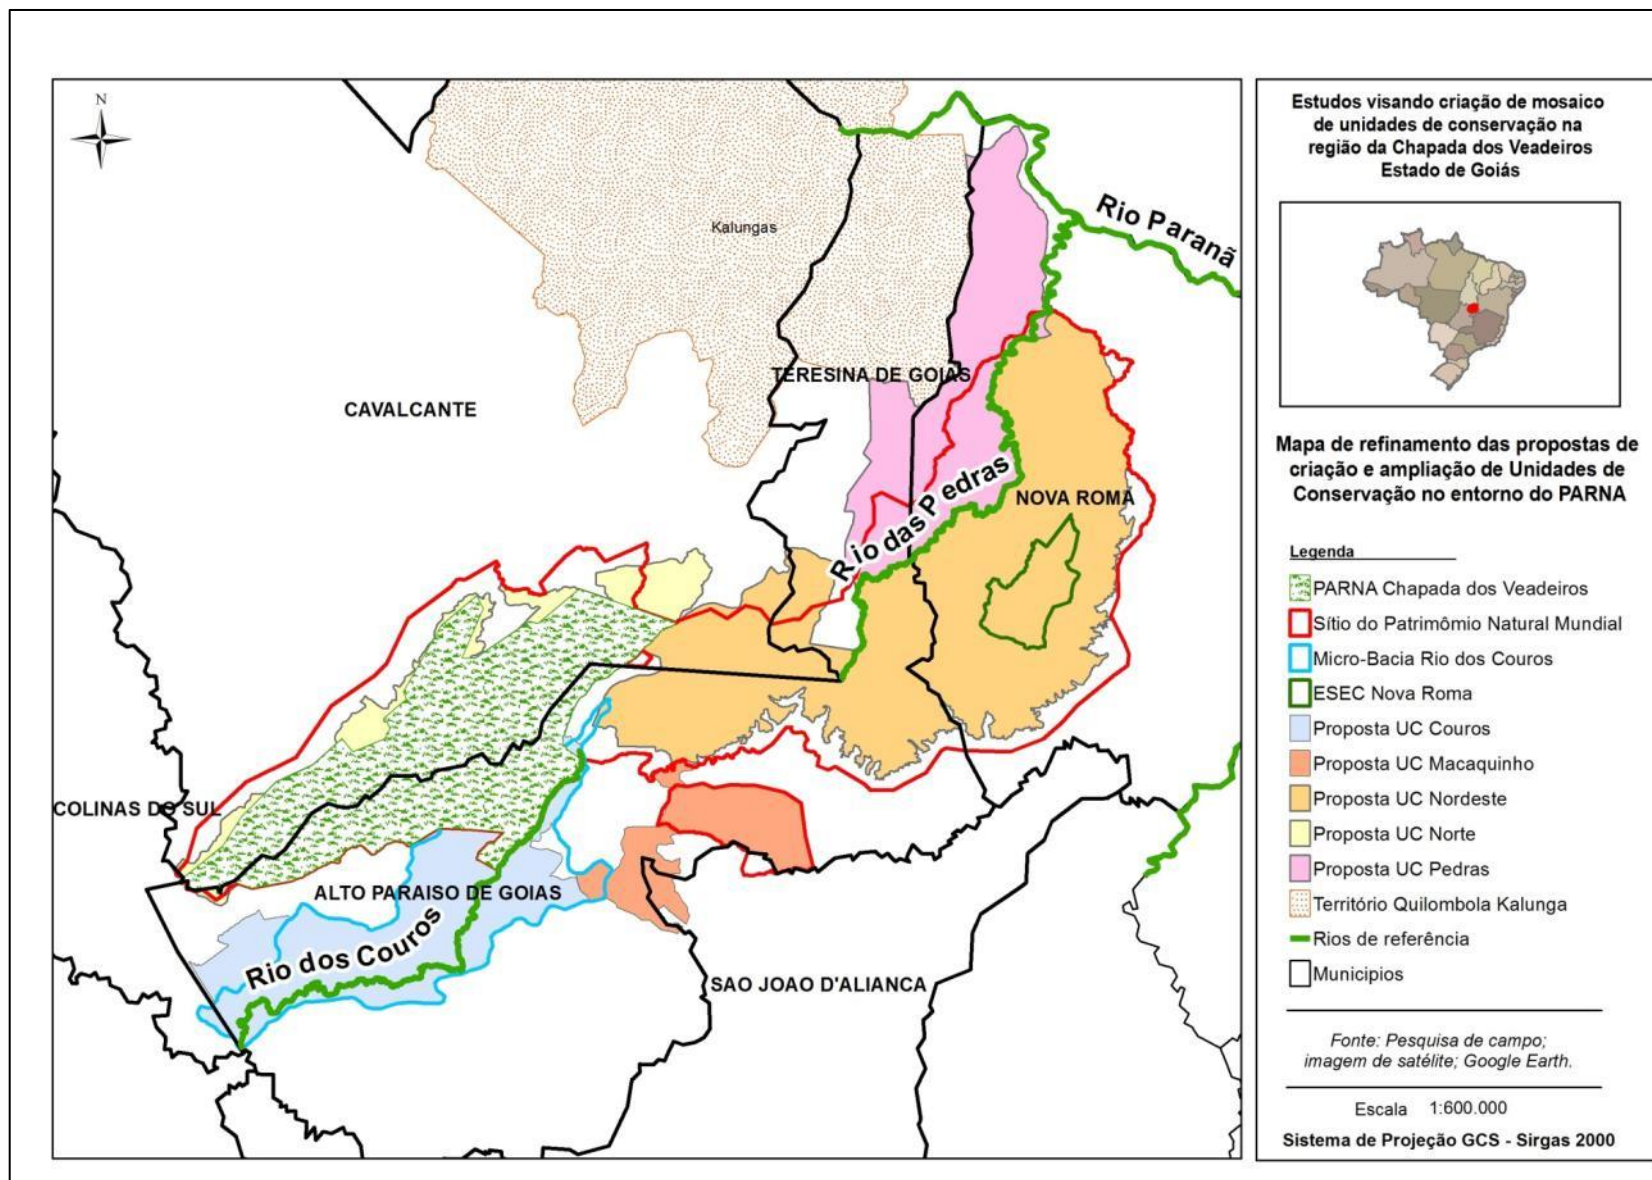 N
Kalungas
Rio Paranã
TERESINA DE GOIAS
CAVALCANTE
Rio das Pedras
NOVA ROMA
COLINAS DO SUL
ALTO PARAISO DE GOIAS
Rio dos Couros
SAO JOAO D'ALIANCA
Estudos visando criação de mosaico
de unidades de conservação na
região da Chapada dos Veadeiros
Estado de Goiás
Mapa de refinamento das propostas de
criação e ampliação de Unidades de
Conservação no entorno do PARNA
Legenda
PARNA Chapada dos Veadeiros
Sítio do Patrimômio Natural Mundial
Micro-Bacia Rio dos Couros
ESEC Nova Roma
Proposta UC Couros
Proposta UC Macaquinho
Proposta UC Nordeste
Proposta UC Norte
Proposta UC Pedras
Território Quilombola Kalunga
Rios de referência
Municipios
Fonte: Pesquisa de campo;
imagem de satélite; Google Earth.
Escala 1:600.000
Sistema de Projeção GCS - Sirgas 2000